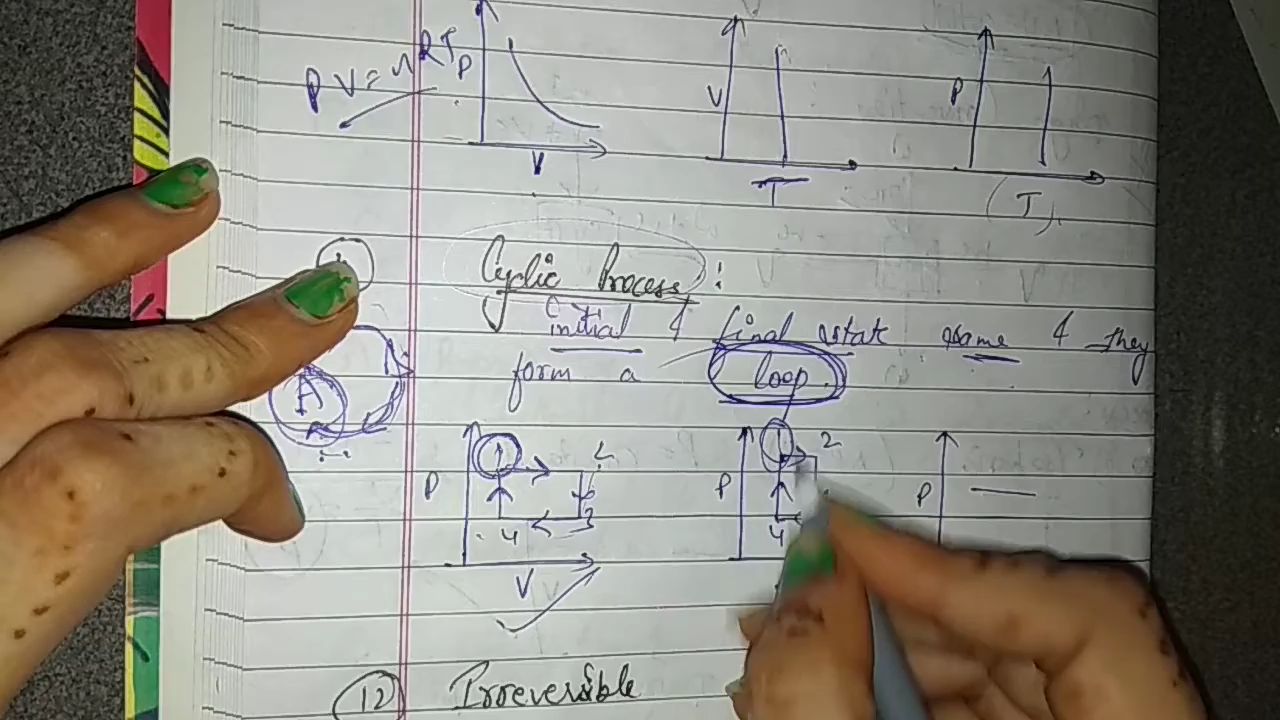 PV = nRT
P
V
V
T
P
(T)
Cyclic Process :
initial & final state same & they
form a loop.
A
P
1
2
3
4
V
P
1
2
4
P
12 Irreversible